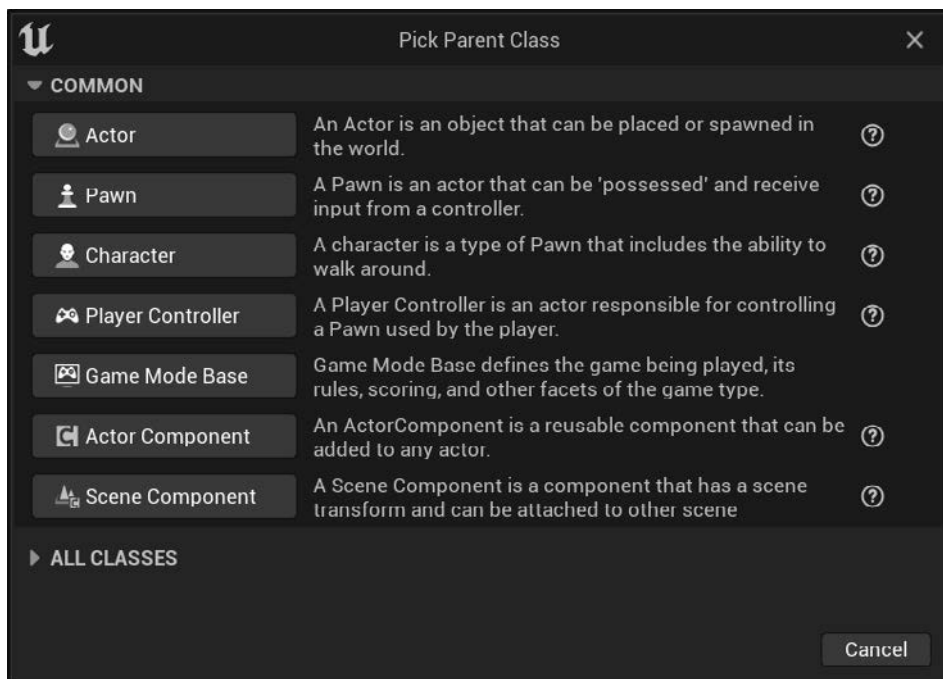 Pick Parent Class
COMMON
Actor
An Actor is an object that can be placed or spawned in
the world.
Pawn
A Pawn is an actor that can be 'possessed' and receive
input from a controller.
Character
A character is a type of Pawn that includes the ability to
walk around.
Player Controller
A Player Controller is an actor responsible for controlling
a Pawn used by the player.
Game Mode Base
Game Mode Base defines the game being played, its
rules, scoring, and other facets of the game type.
Actor Component
An ActorComponent is a reusable component that can be
added to any actor.
Scene Component
A Scene Component is a component that has a scene
transform and can be attached to other scene
ALL CLASSES
Cancel